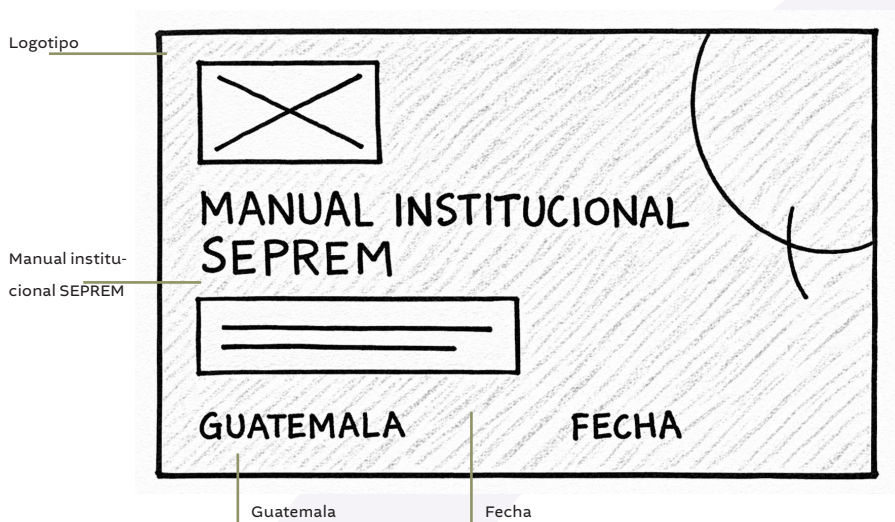 Logotipo
MANUAL INSTITUCIONAL
SEPREM
Manual institu-
cional SEPREM
GUATEMALA
FECHA
Guatemala
Fecha